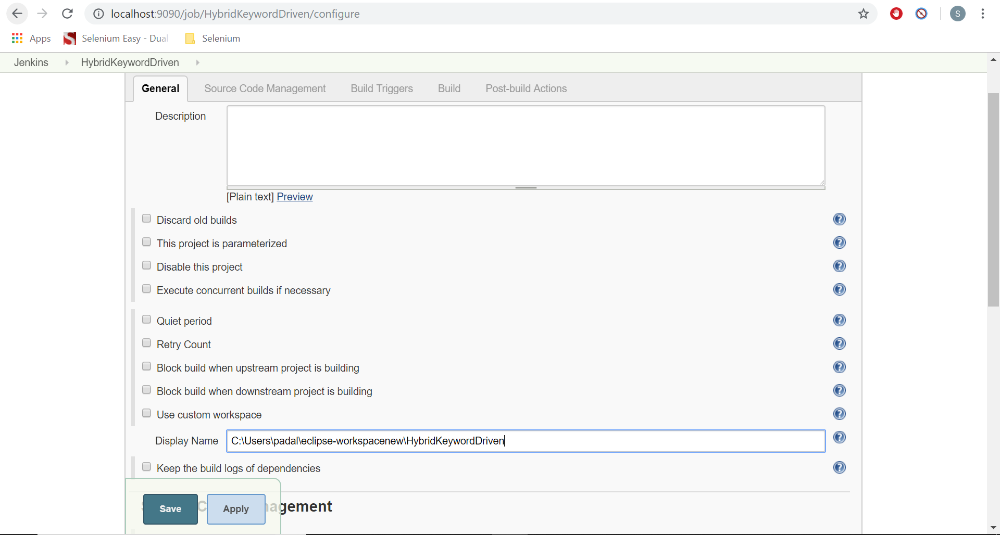 localhost:9090/job/HybridKeywordDriven/configure
S
Apps Selenium Easy - Dual Selenium
Jenkins HybridKeywordDriven
General Source Code Management Build Triggers Build Post-build Actions
Description
[Plain text] Preview
Discard old builds ?
This project is parameterized ?
Disable this project ?
Execute concurrent builds if necessary ?
Quiet period ?
Retry Count ?
Block build when upstream project is building ?
Block build when downstream project is building ?
Use custom workspace ?
Display Name C:\Users\padal\eclipse-workspacenew\HybridKeywordDriven ?
Keep the build logs of dependencies ?
Save Apply agement